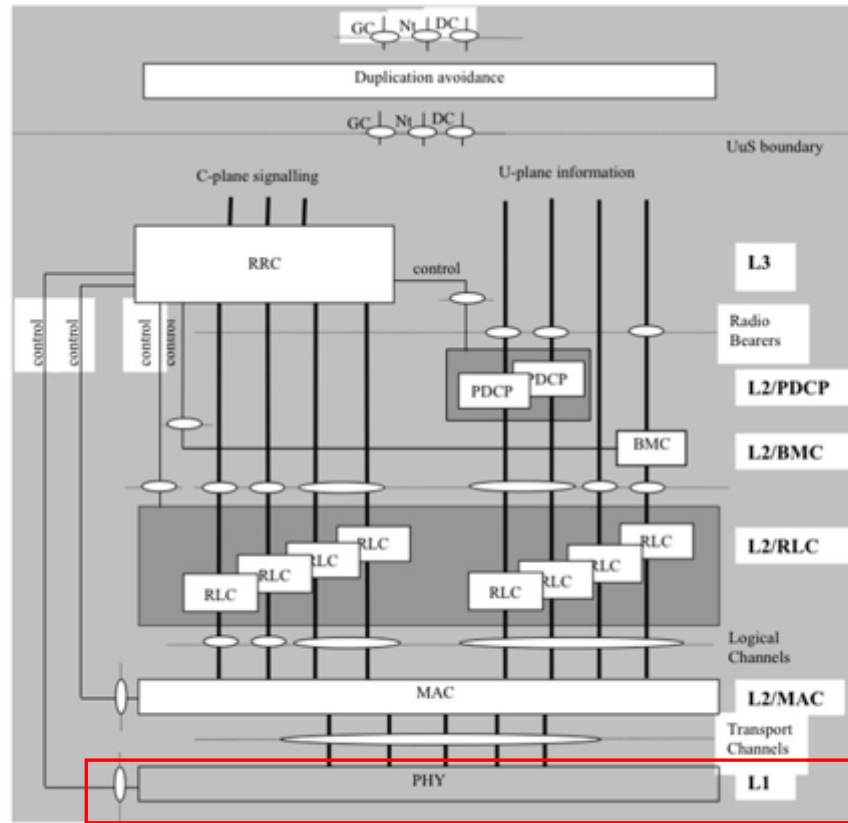 GC Nt DC
Duplication avoidance
GC Nt DC
UuS boundary
C-plane signalling
U-plane information
RRC
control
L3
control
control
control
control
Radio
Bearers
PDCP
PDCP
L2/PDCP
BMC
L2/BMC
RLC
RLC
RLC
RLC
RLC
RLC
RLC
RLC
L2/RLC
Logical
Channels
MAC
L2/MAC
Transport
Channels
PHY
L1